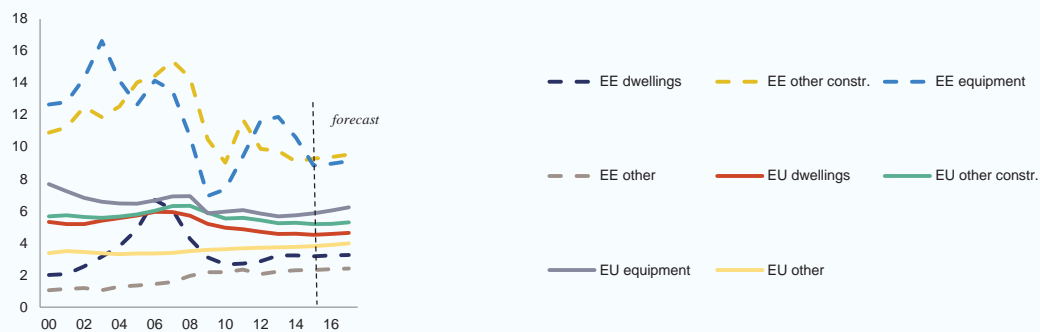 18
16
14
12
10
8
6
4
2
0
00 02 04 06 08 10 12 14 16
forecast
EE dwellings EE other constr. EE equipment
EE other EU dwellings EU other constr.
EU equipment EU other